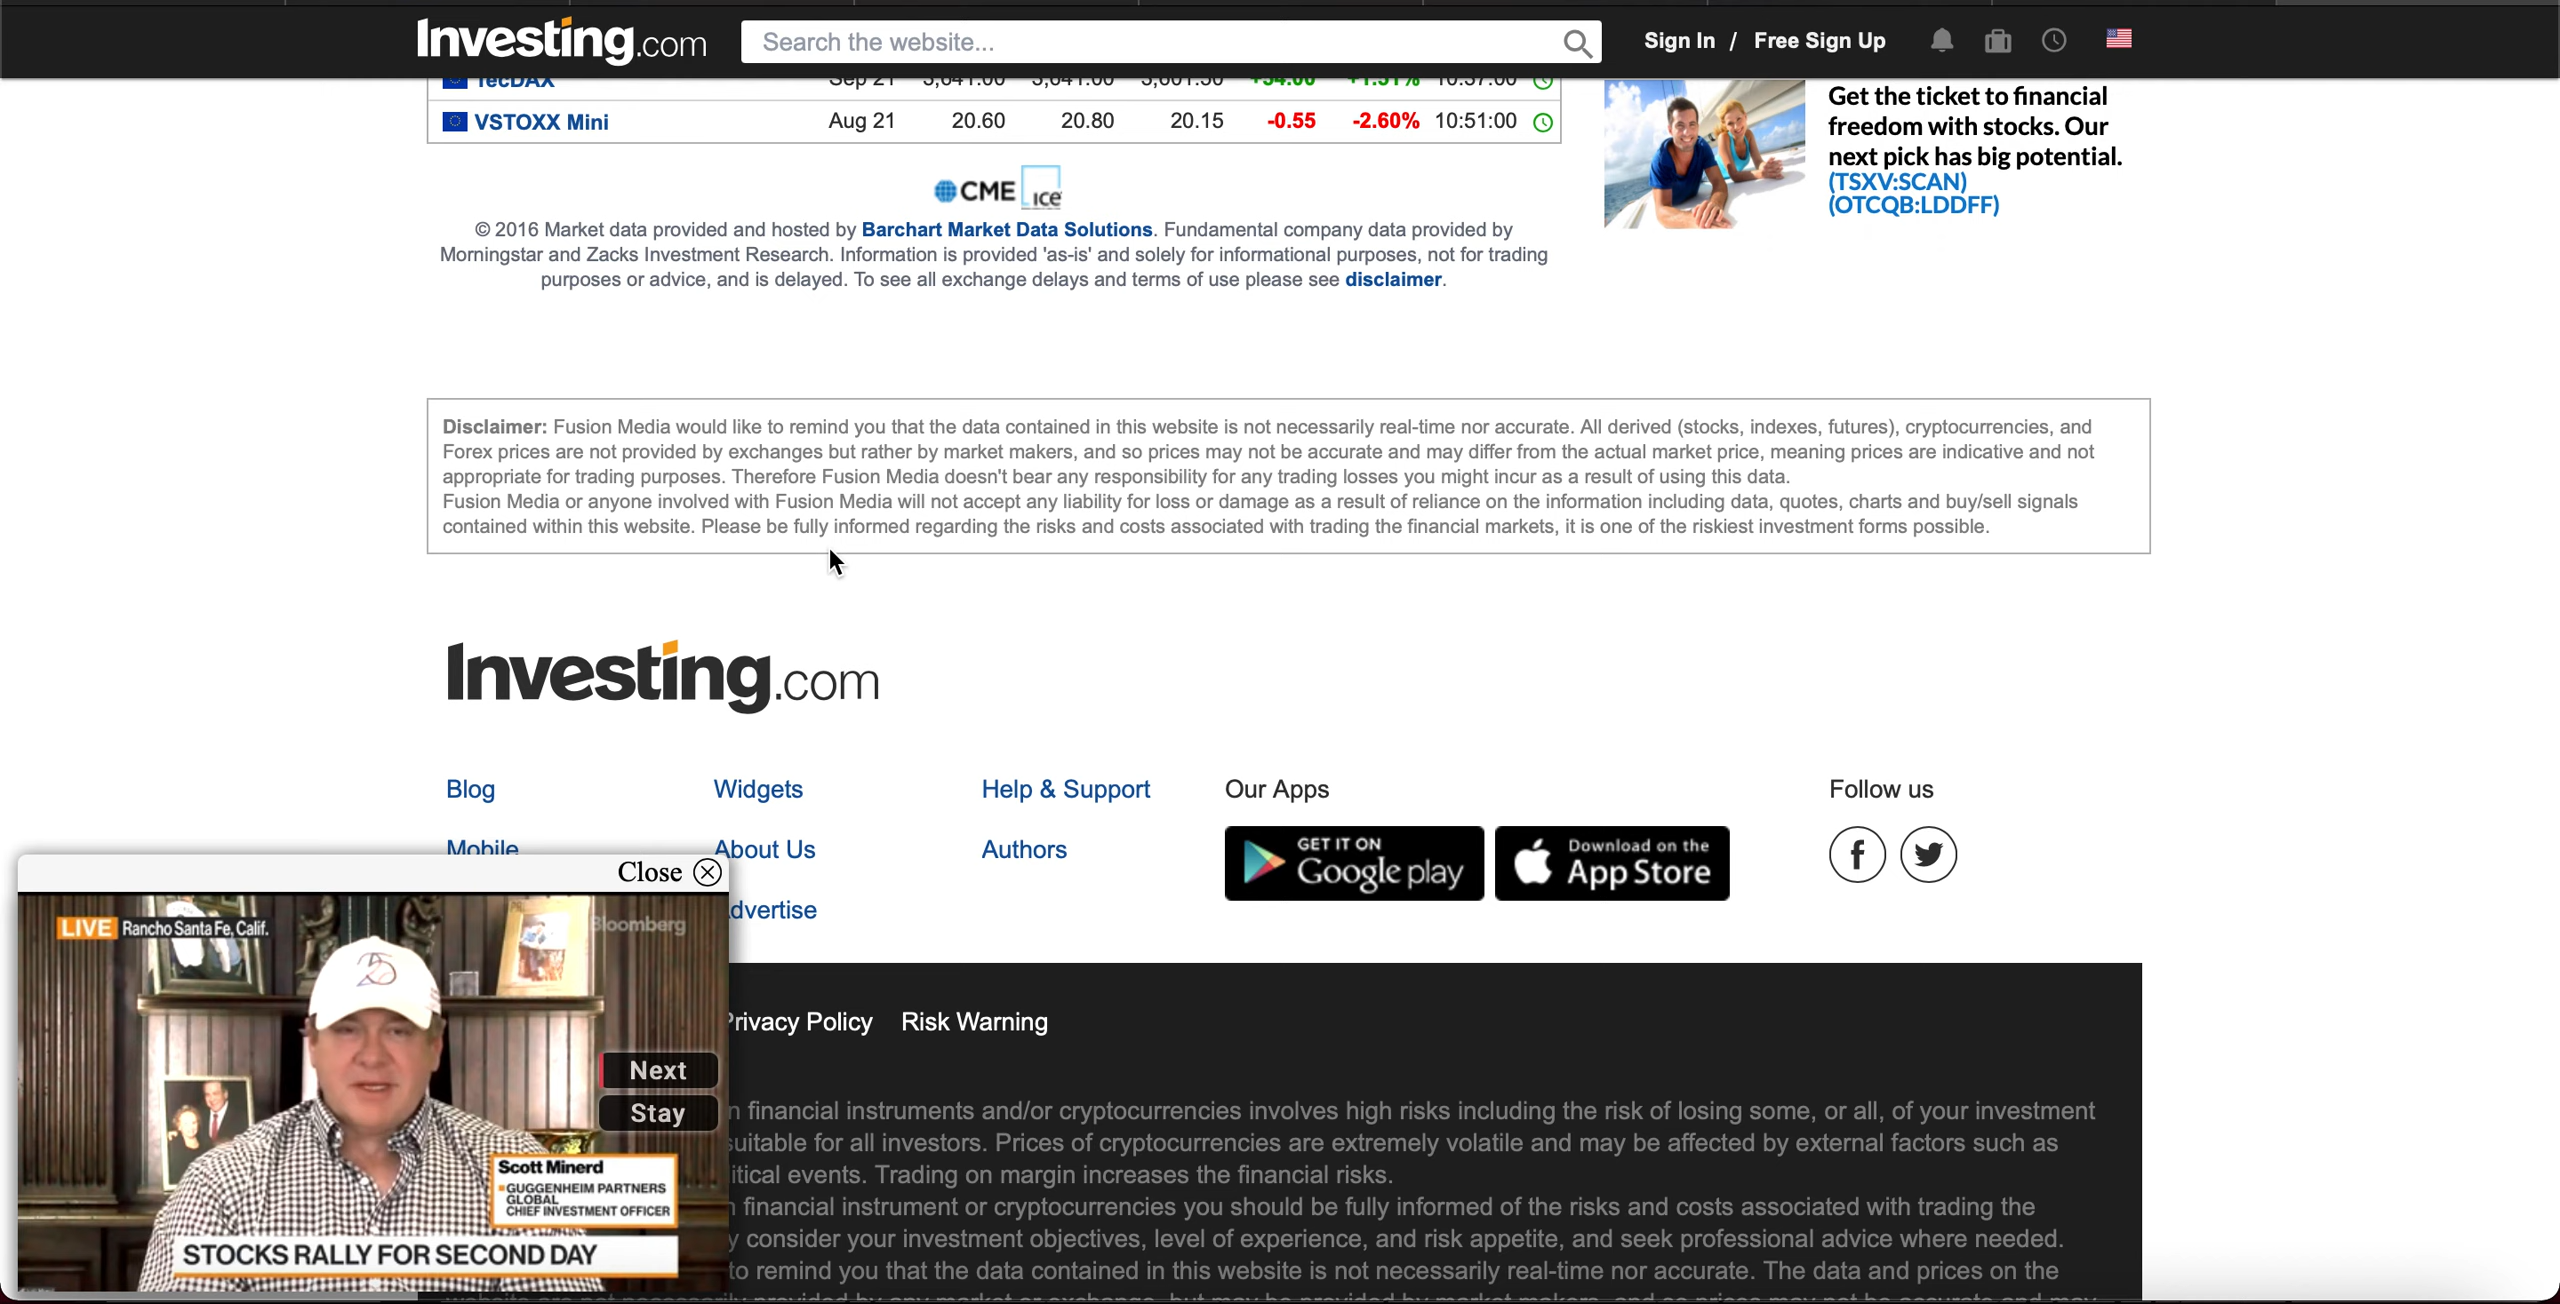 Investing.com
Search the website...
Sign In / Free Sign Up
TecDAX Sep 21 3,641.00 3,641.00 3,601.50 +54.00 +1.51% 10:37:00
VSTOXX Mini Aug 21 20.60 20.80 20.15 -0.55 -2.60% 10:51:00
Get the ticket to financial
freedom with stocks. Our
next pick has big potential.
(TSXV:SCAN)
(OTCQB:LDDFF)
CME ICE
© 2016 Market data provided and hosted by Barchart Market Data Solutions. Fundamental company data provided by
Morningstar and Zacks Investment Research. Information is provided 'as-is' and solely for informational purposes, not for trading
purposes or advice, and is delayed. To see all exchange delays and terms of use please see disclaimer.
Disclaimer: Fusion Media would like to remind you that the data contained in this website is not necessarily real-time nor accurate. All derived (stocks, indexes, futures), cryptocurrencies, and
Forex prices are not provided by exchanges but rather by market makers, and so prices may not be accurate and may differ from the actual market price, meaning prices are indicative and not
appropriate for trading purposes. Therefore Fusion Media doesn't bear any responsibility for any trading losses you might incur as a result of using this data.
Fusion Media or anyone involved with Fusion Media will not accept any liability for loss or damage as a result of reliance on the information including data, quotes, charts and buy/sell signals
contained within this website. Please be fully informed regarding the risks and costs associated with trading the financial markets, it is one of the riskiest investment forms possible.
Investing.com
Blog
Widgets
Help & Support
Our Apps
Follow us
Mobile
About Us
Authors
GET IT ON
Google play
Download on the
App Store
Close
dvertise
LIVE Rancho Santa Fe, Calif.
Bloomberg
25
Next
Stay
Scott Minerd
GUGGENHEIM PARTNERS
GLOBAL
CHIEF INVESTMENT OFFICER
STOCKS RALLY FOR SECOND DAY
rivacy Policy Risk Warning
n financial instruments and/or cryptocurrencies involves high risks including the risk of losing some, or all, of your investment
suitable for all investors. Prices of cryptocurrencies are extremely volatile and may be affected by external factors such as
itical events. Trading on margin increases the financial risks.
financial instrument or cryptocurrencies you should be fully informed of the risks and costs associated with trading the
y consider your investment objectives, level of experience, and risk appetite, and seek professional advice where needed.
to remind you that the data contained in this website is not necessarily real-time nor accurate. The data and prices on the